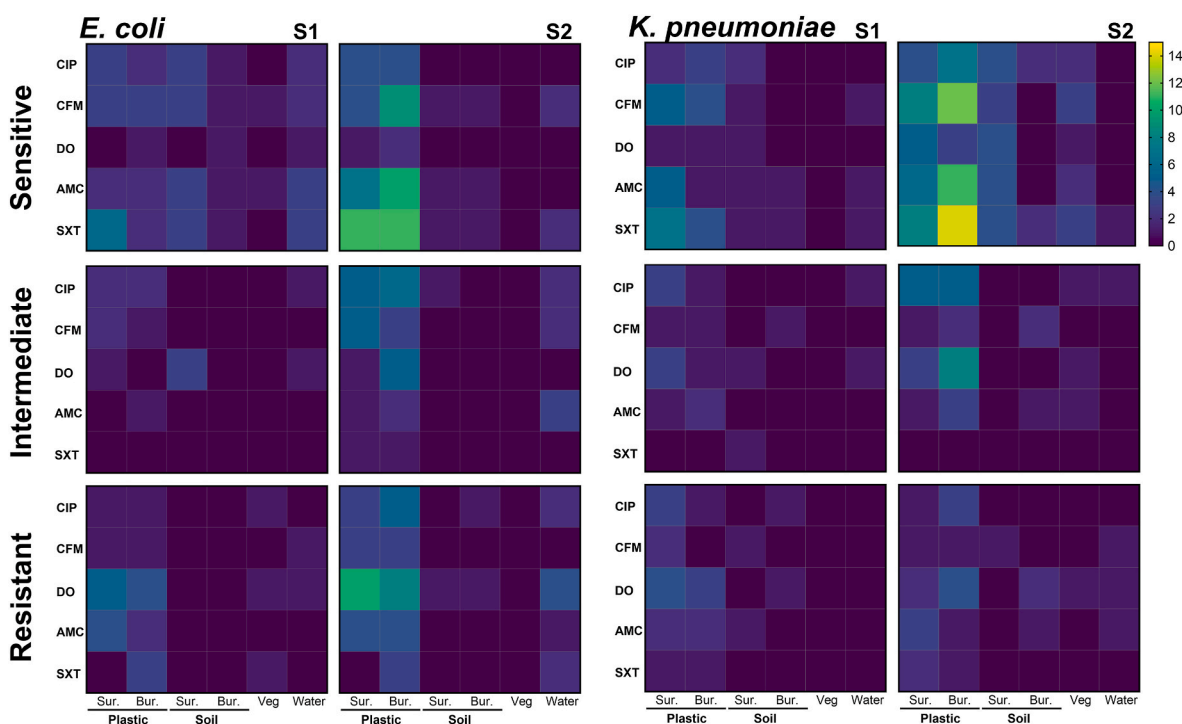 E. coli S1 S2 K. pneumoniae S1 S2
Sensitive
CIP
CFM
DO
AMC
SXT
14
12
10
8
6
4
2
0
Intermediate
CIP
CFM
DO
AMC
SXT
CIP
CFM
DO
AMC
SXT
CIP
CFM
DO
AMC
SXT
Resistant
CIP
CFM
DO
AMC
SXT
CIP
CFM
DO
AMC
SXT
Sur. Bur. Sur. Bur. Veg Water Sur. Bur. Sur. Bur. Veg Water Sur. Bur. Sur. Bur. Veg Water Sur. Bur. Sur. Bur. Veg Water
Plastic Soil Plastic Soil Plastic Soil Plastic Soil